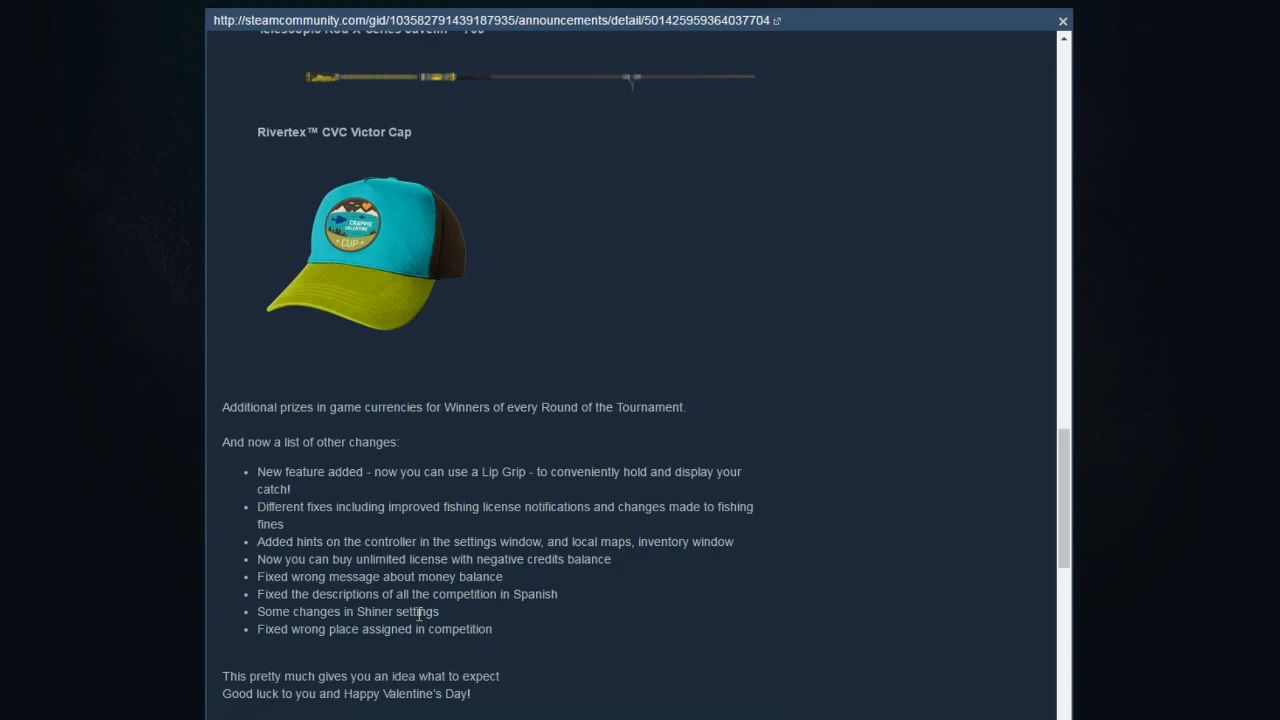 http://steamcommunity.com/gid/103582791439187935/announcements/detail/501425959364037704
Rivertex™ CVC Victor Cap
CRAPPIE
VALENTINE
CUP
Additional prizes in game currencies for Winners of every Round of the Tournament.
And now a list of other changes:
• New feature added - now you can use a Lip Grip - to conveniently hold and display your
catch!
• Different fixes including improved fishing license notifications and changes made to fishing
fines
• Added hints on the controller in the settings window, and local maps, inventory window
• Now you can buy unlimited license with negative credits balance
• Fixed wrong message about money balance
• Fixed the descriptions of all the competition in Spanish
• Some changes in Shiner settings
• Fixed wrong place assigned in competition
This pretty much gives you an idea what to expect
Good luck to you and Happy Valentine's Day!